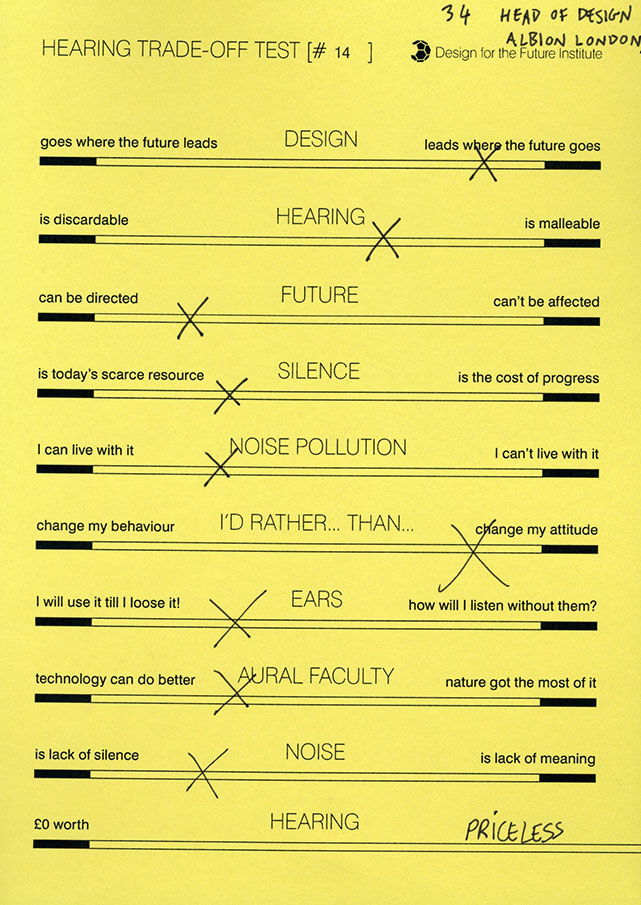 34 HEAD OF DESIGN
ALBION LONDON
HEARING TRADE-OFF TEST [# 14 ]
Design for the Future Institute
DESIGN
goes where the future leads
leads where the future goes
HEARING
is discardable
is malleable
FUTURE
can be directed
can't be affected
SILENCE
is today's scarce resource
is the cost of progress
NOISE POLLUTION
I can live with it
I can't live with it
I'D RATHER... THAN...
change my behaviour
change my attitude
EARS
I will use it till I loose it!
how will I listen without them?
AURAL FACULTY
technology can do better
nature got the most of it
NOISE
is lack of silence
is lack of meaning
HEARING
£0 worth
PRICELESS